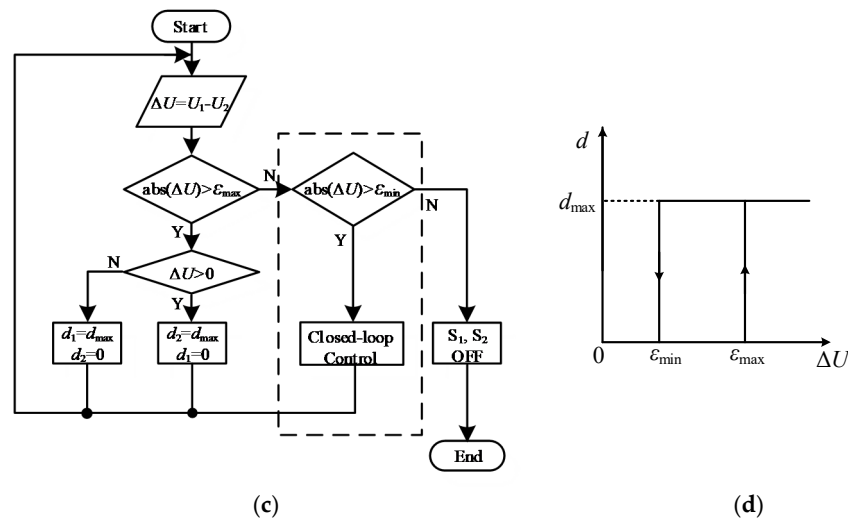 Start
ΔU=U₁-U₂
abs(ΔU)>εmax
N
abs(ΔU)>εmin
N
Y
Y
N
ΔU>0
Y
d₁=dmax
d₂=0
d₂=dmax
d₁=0
Closed-loop
Control
S₁, S₂
OFF
End
(c)
d
dmax
0
εmin
εmax
ΔU
(d)